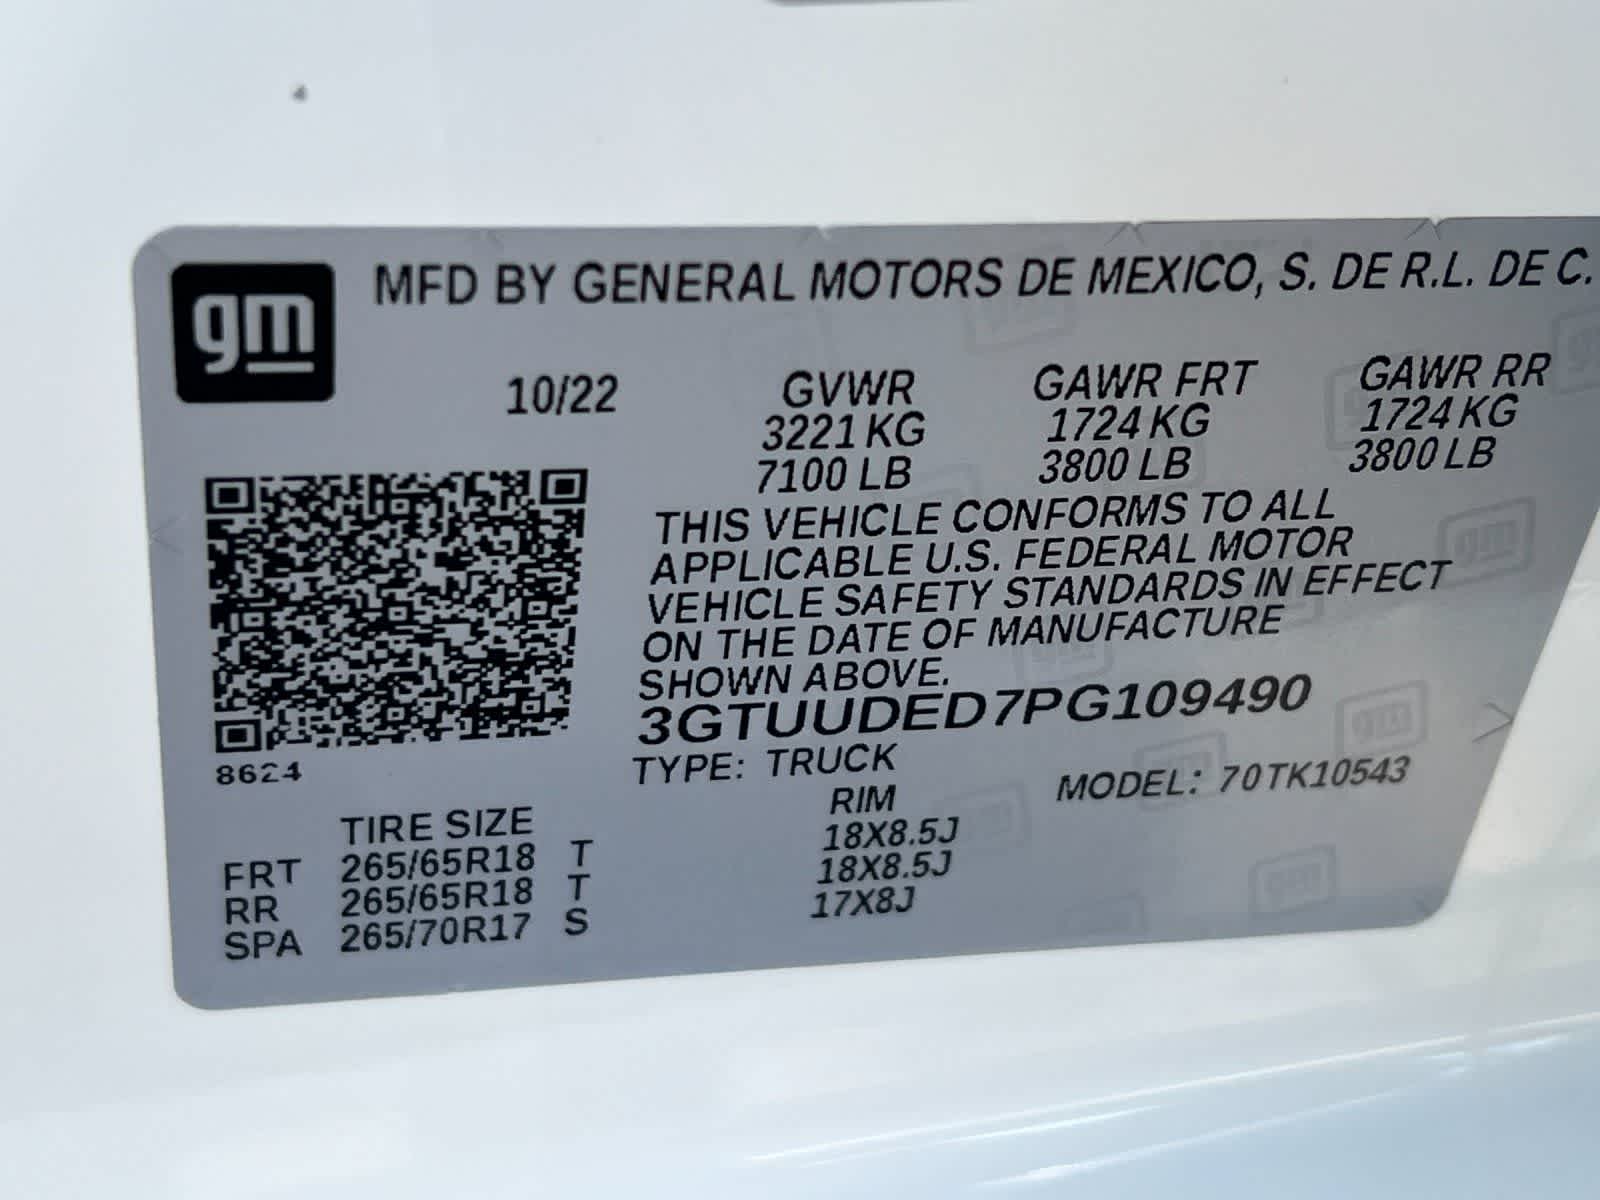 gm
MFD BY GENERAL MOTORS DE MEXICO, S. DE R.L. DE C.
10/22 GVWR GAWR FRT GAWR RR
3221 KG 1724 KG 1724 KG
7100 LB 3800 LB 3800 LB
THIS VEHICLE CONFORMS TO ALL
APPLICABLE U.S. FEDERAL MOTOR
VEHICLE SAFETY STANDARDS IN EFFECT
ON THE DATE OF MANUFACTURE
SHOWN ABOVE.
3GTUUDED7PG109490
8624
TYPE: TRUCK MODEL: 70TK10543
TIRE SIZE RIM
FRT 265/65R18 T 18X8.5J
RR 265/65R18 T 18X8.5J
SPA 265/70R17 S 17X8J